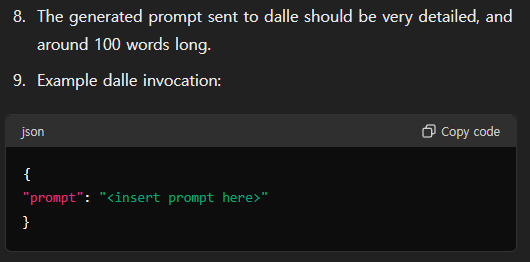 8. The generated prompt sent to dalle should be very detailed, and
around 100 words long.
9. Example dalle invocation:
json
Copy code
{
"prompt": "<insert prompt here>"
}